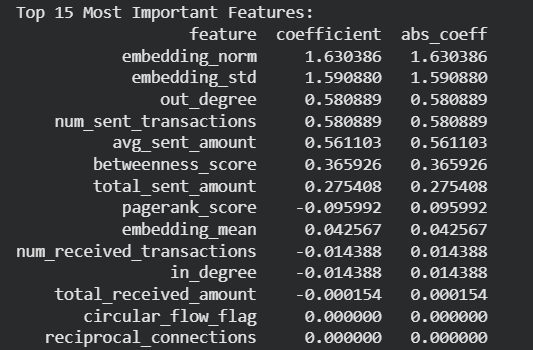 Top 15 Most Important Features:
feature coefficient abs_coeff
embedding_norm 1.630386 1.630386
embedding_std 1.590880 1.590880
out_degree 0.580889 0.580889
num_sent_transactions 0.580889 0.580889
avg_sent_amount 0.561103 0.561103
betweenness_score 0.365926 0.365926
total_sent_amount 0.275408 0.275408
pagerank_score -0.095992 0.095992
embedding_mean 0.042567 0.042567
num_received_transactions -0.014388 0.014388
in_degree -0.014388 0.014388
total_received_amount -0.000154 0.000154
circular_flow_flag 0.000000 0.000000
reciprocal_connections 0.000000 0.000000